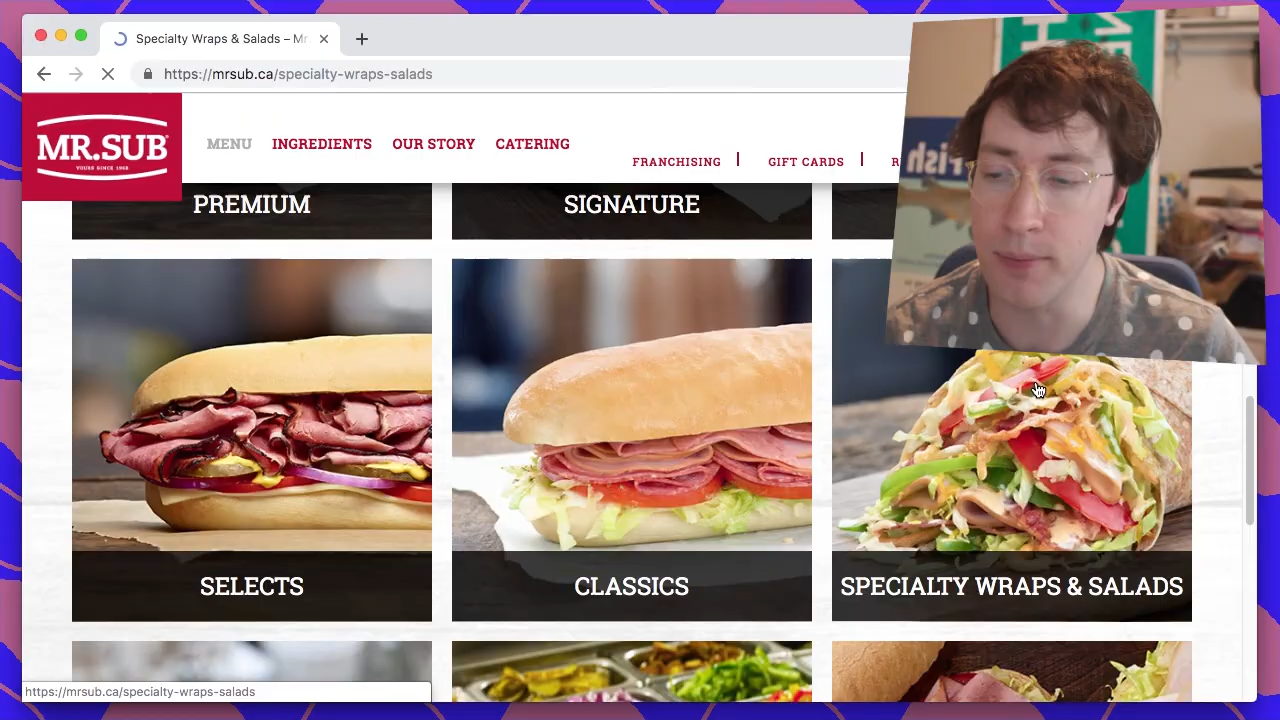 Specialty Wraps & Salads – Mr
https://mrsub.ca/specialty-wraps-salads
MR.SUB
YOURS SINCE 1968
MENU
INGREDIENTS
OUR STORY
CATERING
FRANCHISING
GIFT CARDS
R
Fish
PREMIUM
SIGNATURE
SELECTS
CLASSICS
SPECIALTY WRAPS & SALADS
https://mrsub.ca/specialty-wraps-salads